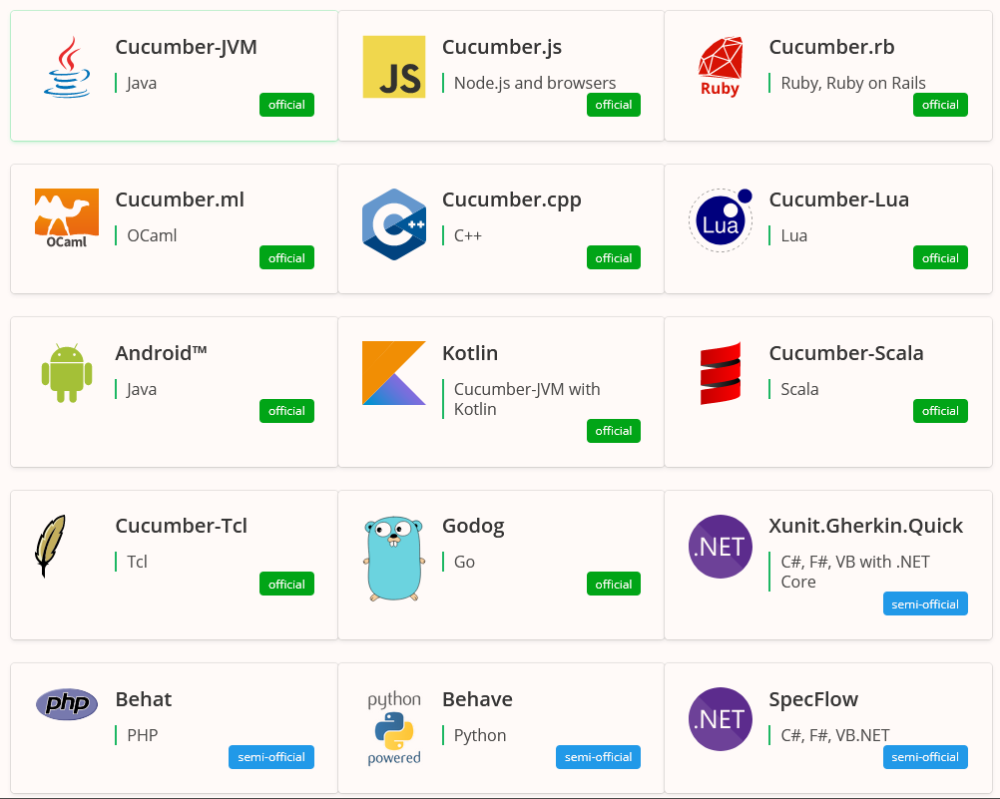 Cucumber-JVM
Java
official
JS
Cucumber.js
Node.js and browsers
official
Ruby
Cucumber.rb
Ruby, Ruby on Rails
official
OCaml
Cucumber.ml
OCaml
official
C++
Cucumber.cpp
C++
official
Lua
Cucumber-Lua
Lua
official
Android™
Java
official
Kotlin
Cucumber-JVM with
Kotlin
official
Cucumber-Scala
Scala
official
Cucumber-Tcl
Tcl
official
Godog
Go
official
.NET
Xunit.Gherkin.Quick
C#, F#, VB with .NET
Core
semi-official
php
Behat
PHP
semi-official
python
powered
Behave
Python
semi-official
.NET
SpecFlow
C#, F#, VB.NET
semi-official